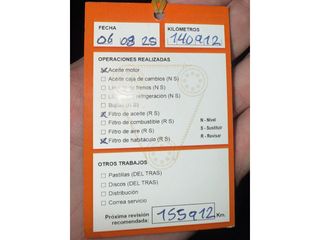 FECHA KILÓMETROS
06 08 25 140912
OPERACIONES REALIZADAS
Aceite motor
Aceite caja de cambios (N S)
Líquido frenos (N S)
Líquido refrigeración (N S)
Bujías (R S)
Filtro de aceite (R S)
Filtro de combustible (R S) N - Nivel
Filtro de aire (R S) S - Sustituir
Filtro de habitáculo (R S) R - Revisar
OTROS TRABAJOS
Pastillas (DEL TRAS)
Discos (DEL TRAS)
Distribución
Correa servicio
Próxima revisión
recomendada: 155912 Km.